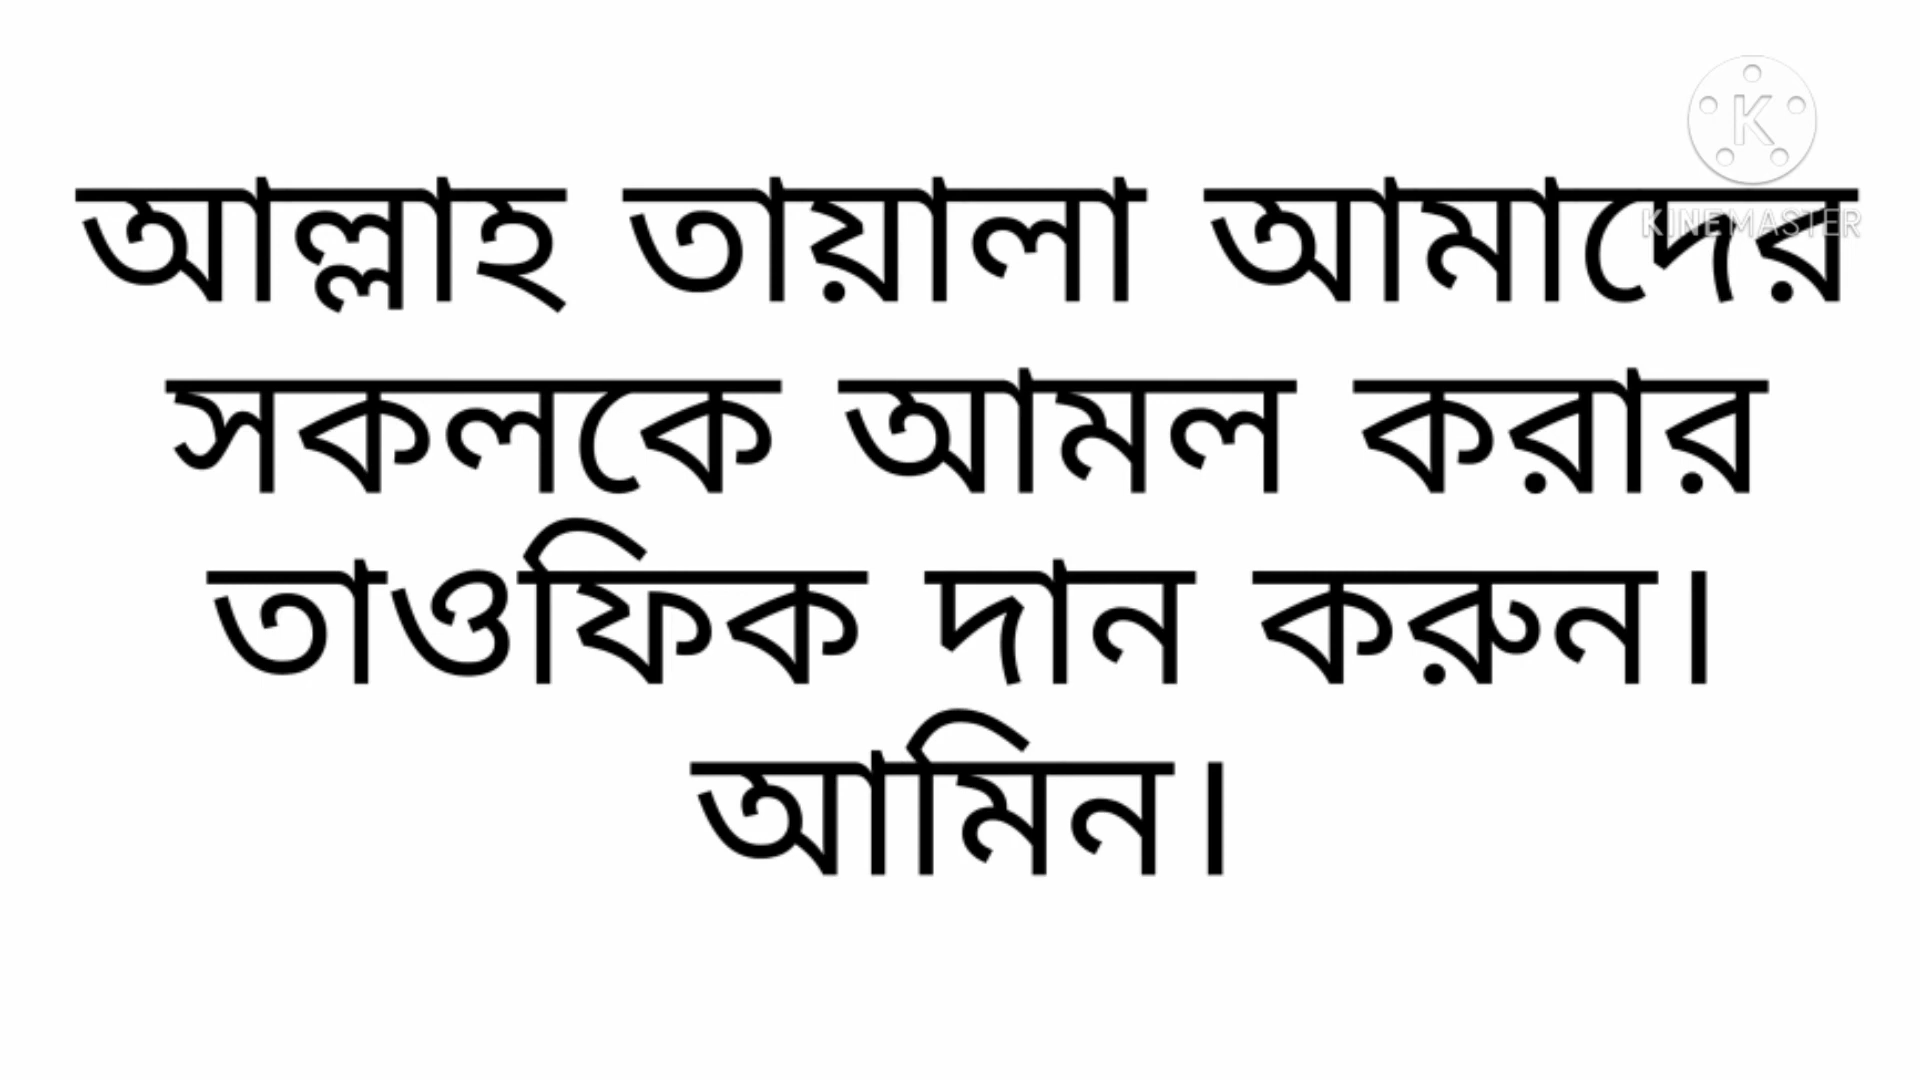 আল্লাহ তায়ালা আমাদের
সকলকে আমল করার
তাওফিক দান করুন।
আমিন।
K
KINEMASTER